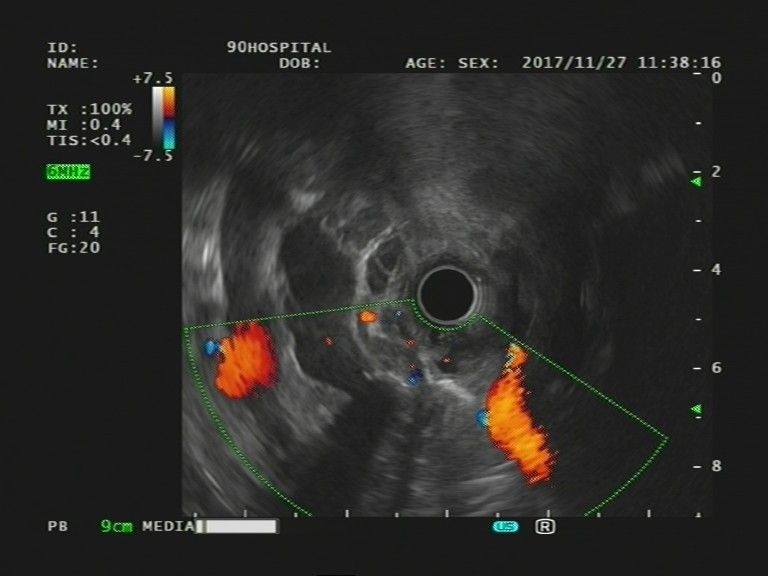 ID: 90HOSPITAL
NAME: DOB: AGE: SEX: 2017/11/27 11:38:16
+7.5
0
TX :100%
MI :0.4
TIS:<0.4
-7.5
6MHz
2
G :11
C : 4
FG:20
4
6
8
PB 9cm MEDIA US R